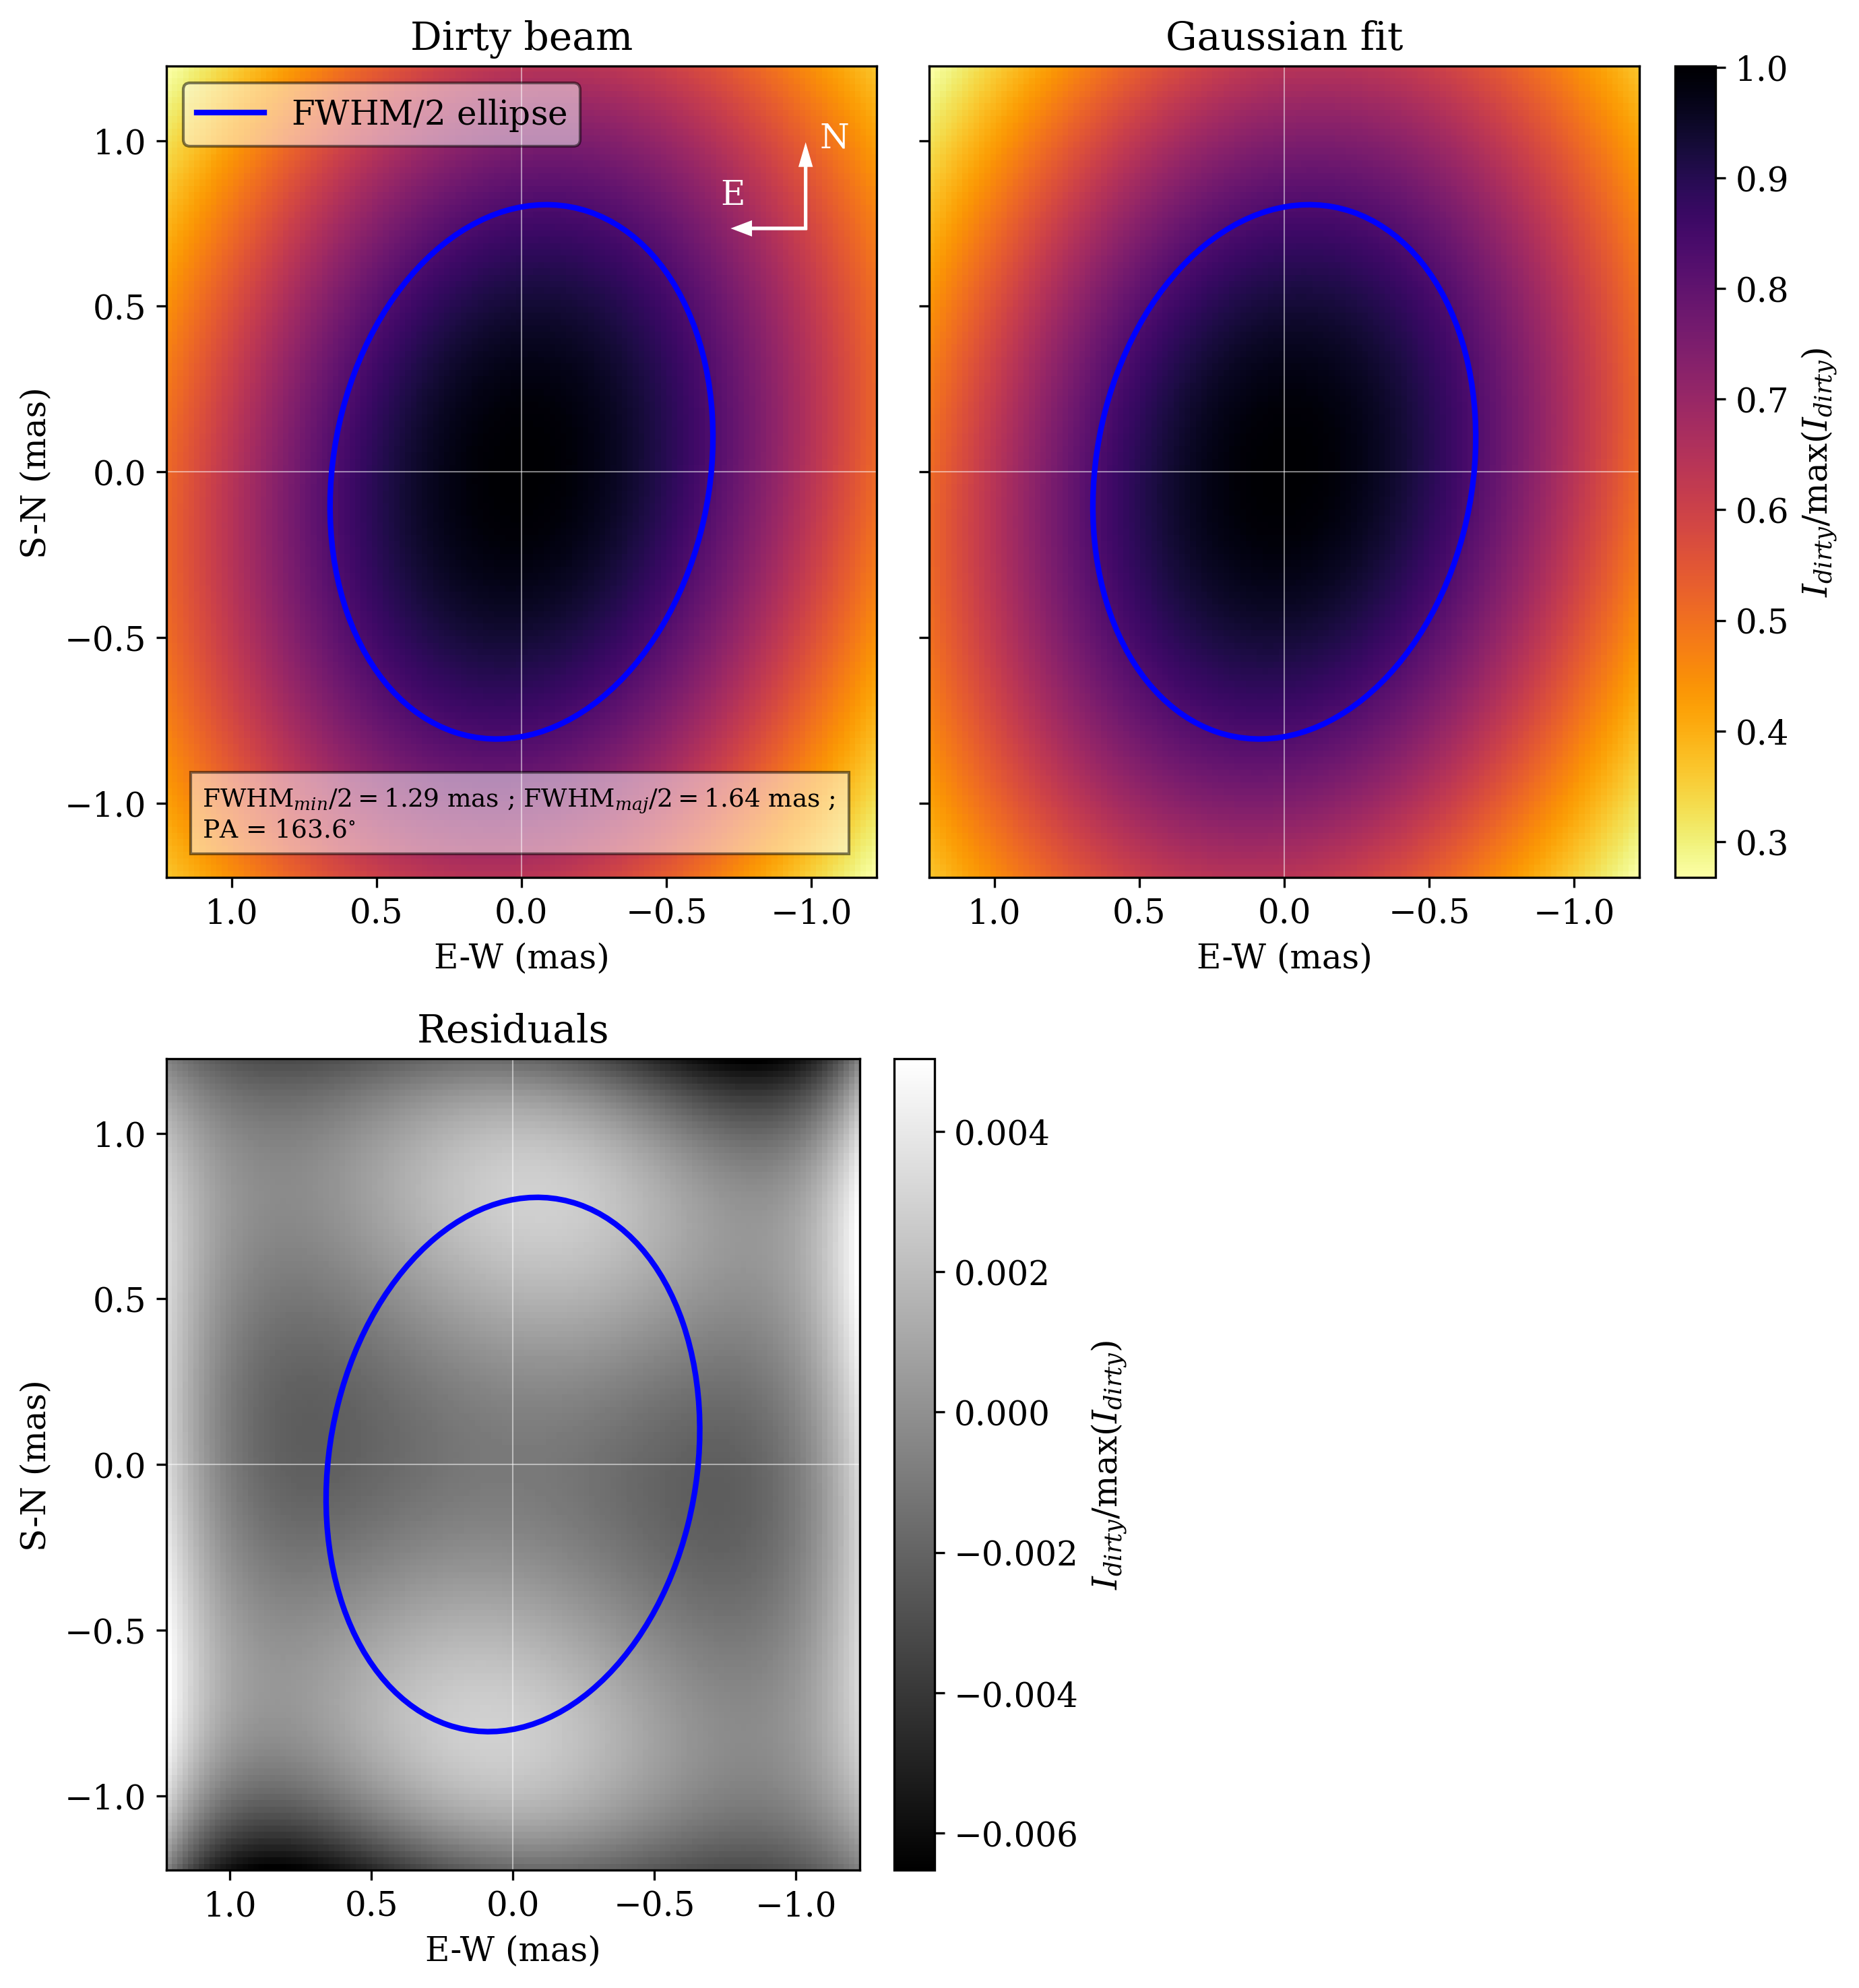 Dirty beam
Gaussian fit
FWHM/2 ellipse
N
E
1.0
0.5
0.0
−0.5
−1.0
S-N (mas)
FWHM_min/2 = 1.29 mas ; FWHM_maj/2 = 1.64 mas ;
PA = 163.6°
1.0 0.5 0.0 −0.5 −1.0
E-W (mas)
1.0 0.5 0.0 −0.5 −1.0
E-W (mas)
1.0
0.9
0.8
0.7
0.6
0.5
0.4
0.3
I_dirty/max(I_dirty)
Residuals
1.0
0.5
0.0
−0.5
−1.0
S-N (mas)
1.0 0.5 0.0 −0.5 −1.0
E-W (mas)
0.004
0.002
0.000
−0.002
−0.004
−0.006
I_dirty/max(I_dirty)